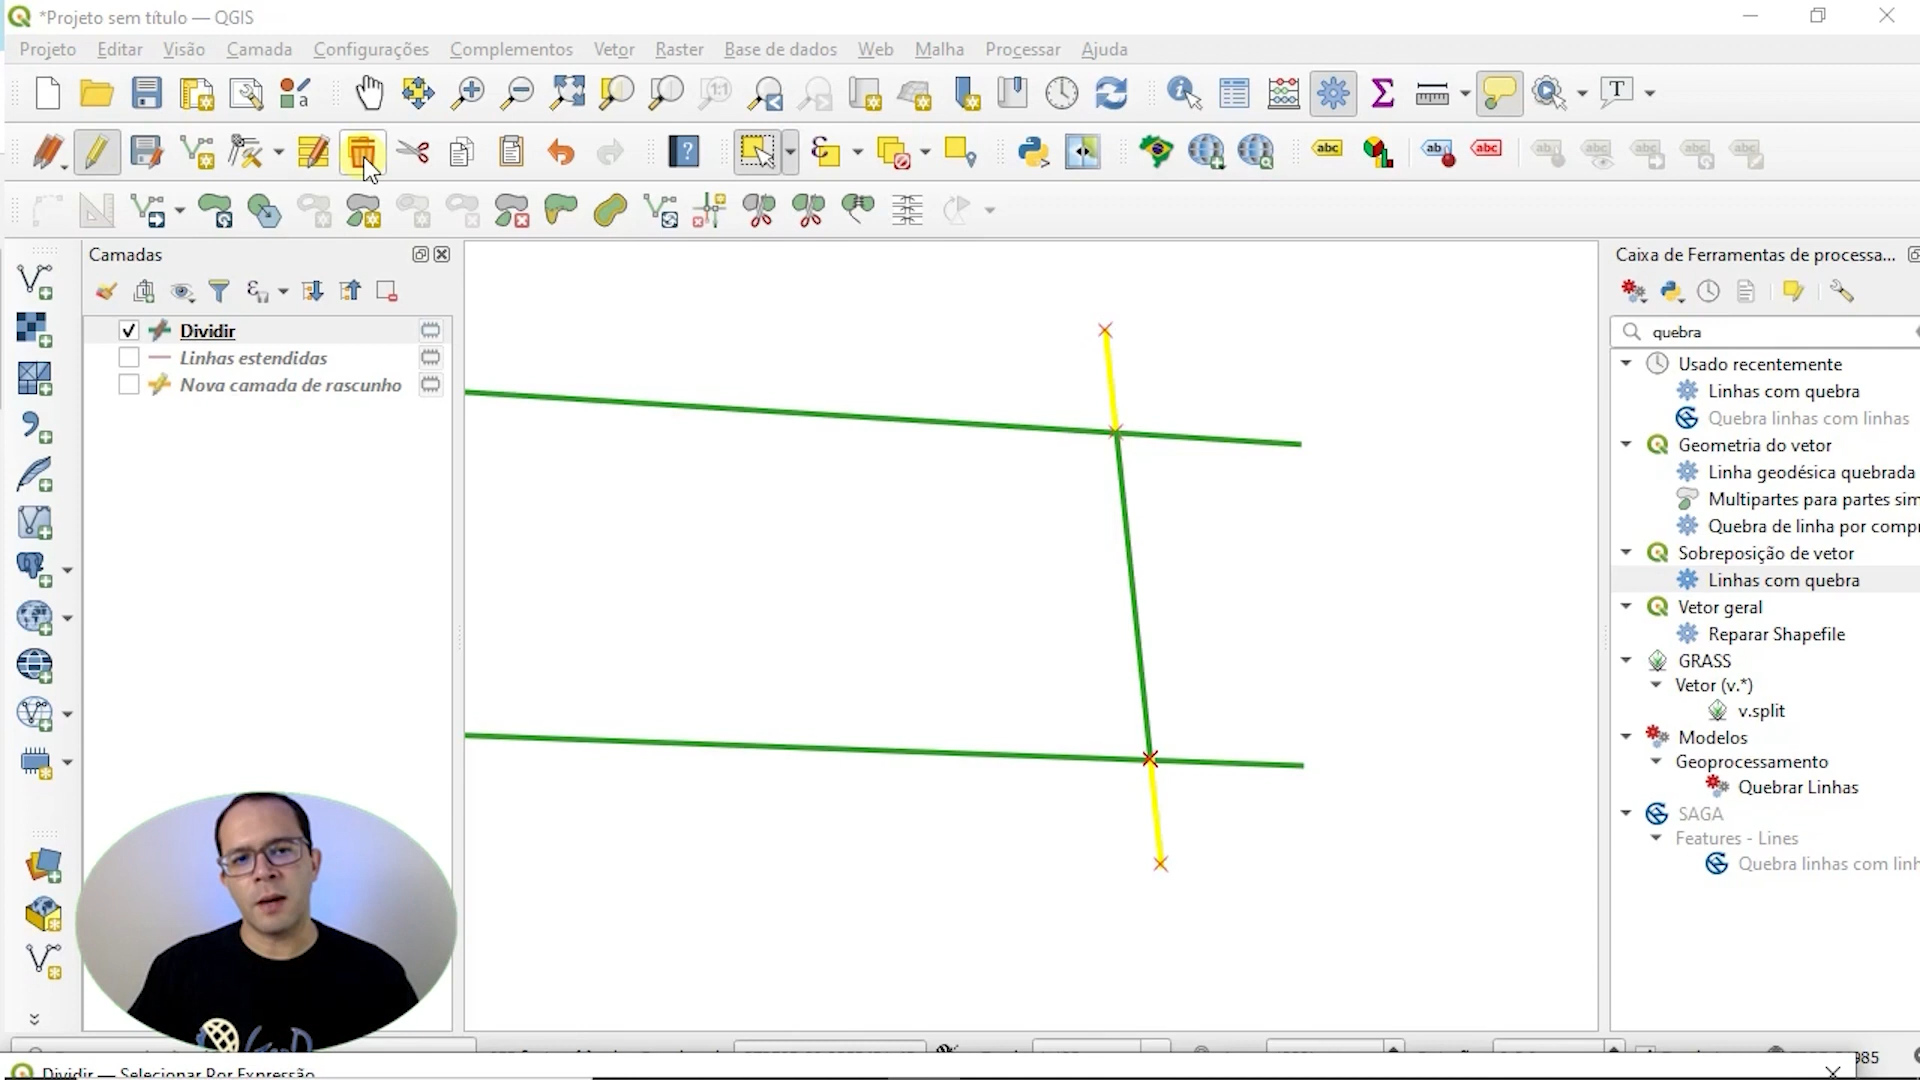 *Projeto sem título — QGIS
Projeto Editar Visão Camada Configurações Complementos Vetor Raster Base de dados Web Malha Processar Ajuda
Camadas
Dividir
Linhas estendidas
Nova camada de rascunho
Caixa de Ferramentas de processa...
quebra
Usado recentemente
Linhas com quebra
Quebra linhas com linhas
Geometria do vetor
Linha geodésica quebrada
Multipartes para partes sim
Quebra de linha por compr
Sobreposição de vetor
Linhas com quebra
Vetor geral
Reparar Shapefile
GRASS
Vetor (v.*)
v.split
Modelos
Geoprocessamento
Quebrar Linhas
SAGA
Features - Lines
Quebra linhas com linh
Dividir — Selecionar Por Expressão